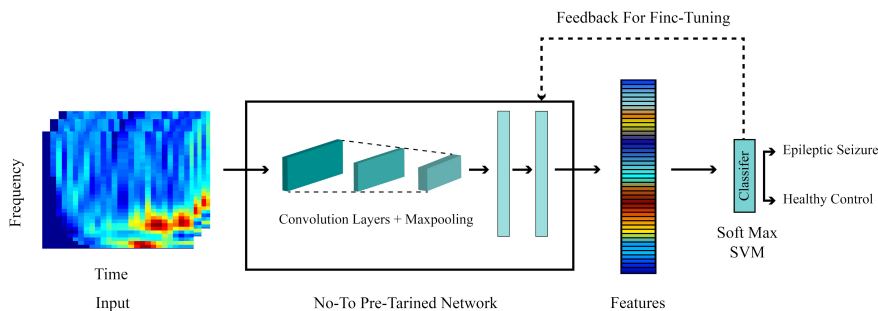 Feedback For Finc-Tuning
Frequency
Convolution Layers + Maxpooling
Classifer
Epileptic Seizure
Healthy Control
Soft Max
SVM
Time
Input
No-To Pre-Tarined Network
Features